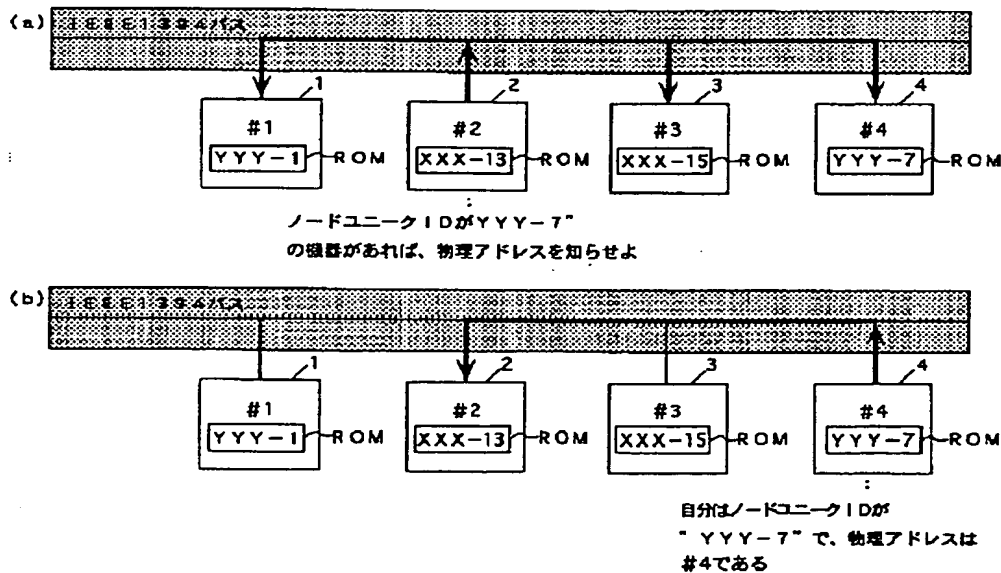 (a) IEEE1394バス
1 2 3 4
#1 #2 #3 #4
YYY-1 ROM XXX-13 ROM XXX-15 ROM YYY-7 ROM
ノードユニークIDがYYY-7"
の機器があれば、物理アドレスを知らせよ
(b) IEEE1394バス
1 2 3 4
#1 #2 #3 #4
YYY-1 ROM XXX-13 ROM XXX-15 ROM YYY-7 ROM
自分はノードユニークIDが
"YYY-7"で、物理アドレスは
#4である